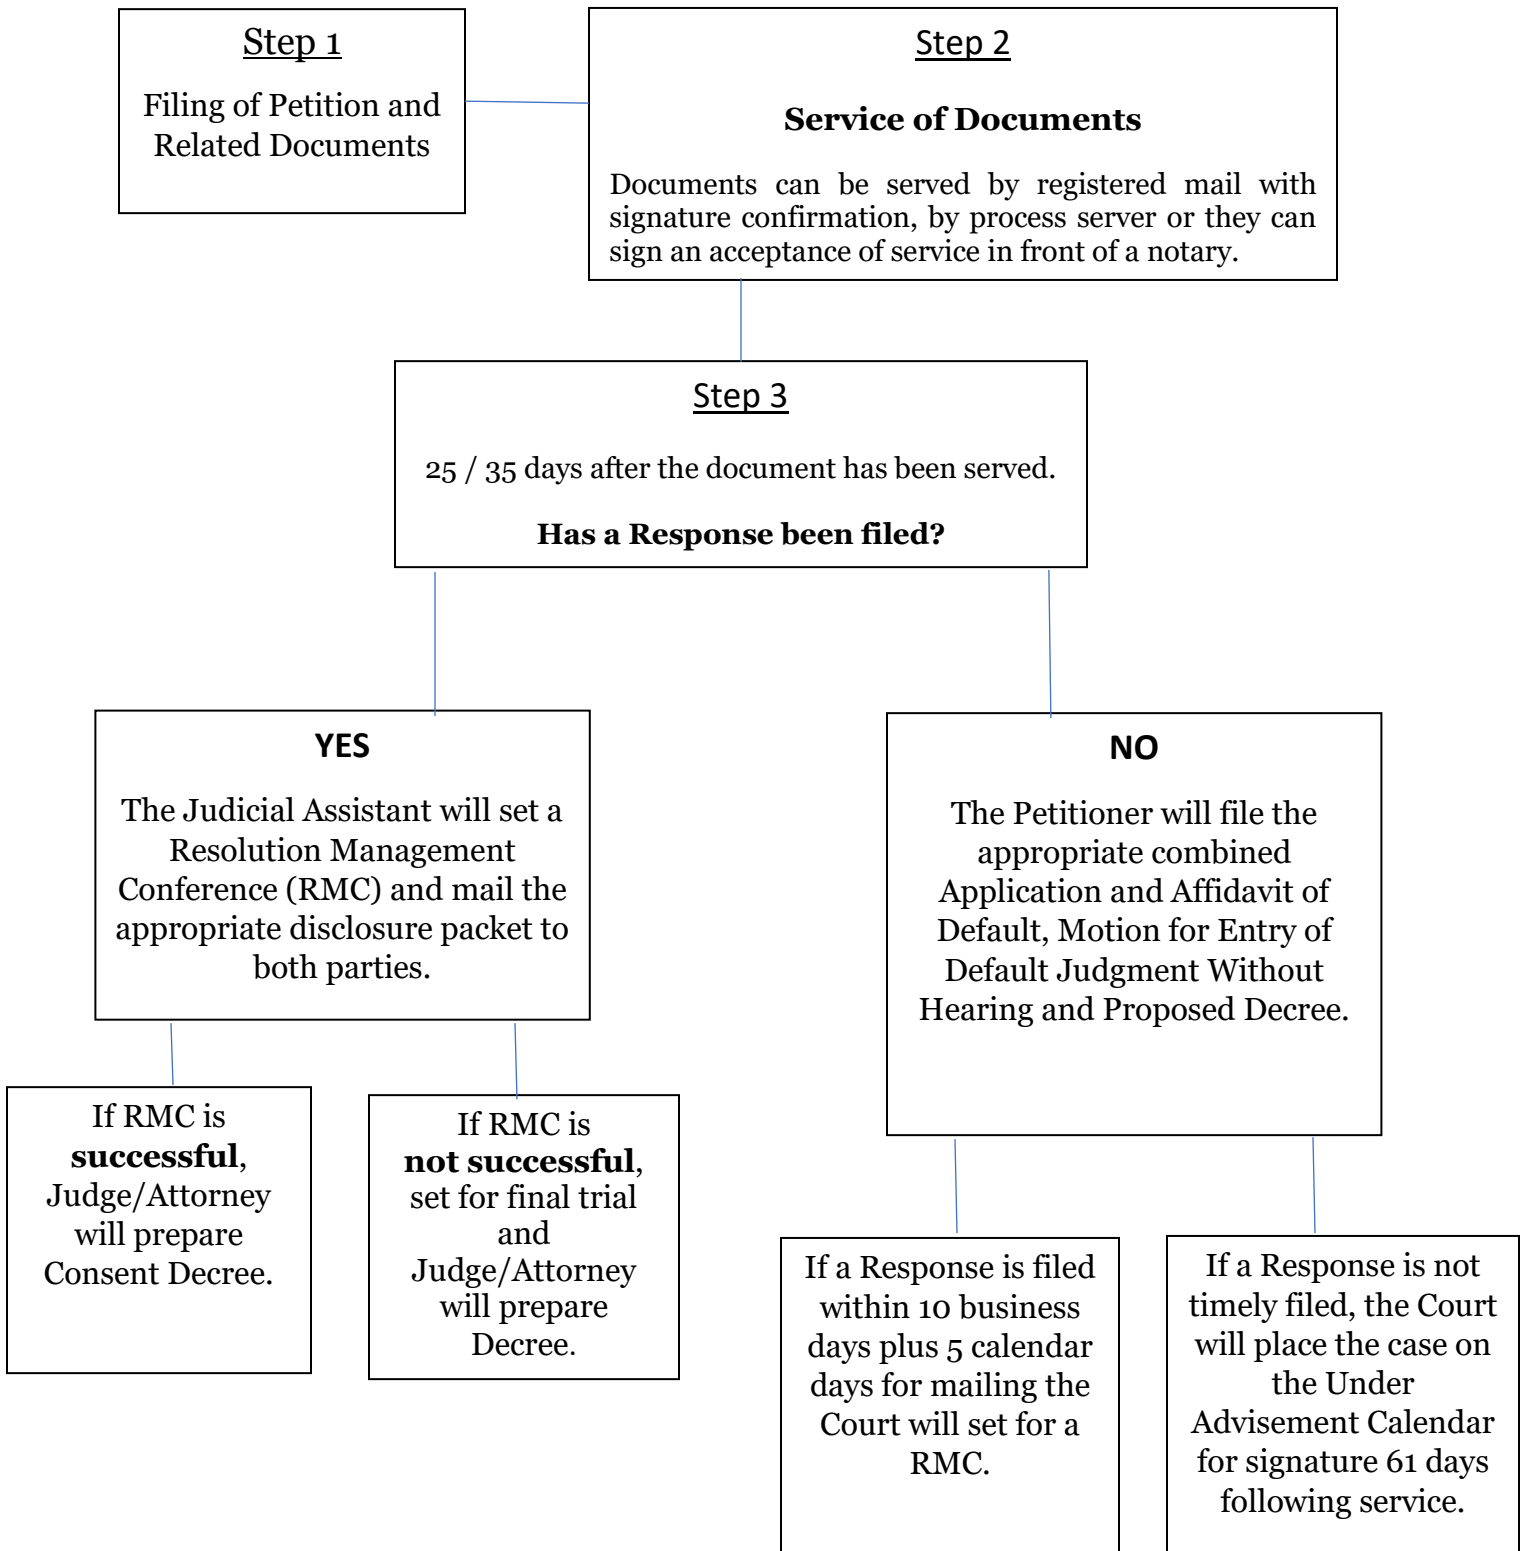 Step 1
Filing of Petition and
Related Documents
Step 2
Service of Documents
Documents can be served by registered mail with
signature confirmation, by process server or they can
sign an acceptance of service in front of a notary.
Step 3
25 / 35 days after the document has been served.
Has a Response been filed?
YES
The Judicial Assistant will set a
Resolution Management
Conference (RMC) and mail the
appropriate disclosure packet to
both parties.
NO
The Petitioner will file the
appropriate combined
Application and Affidavit of
Default, Motion for Entry of
Default Judgment Without
Hearing and Proposed Decree.
If RMC is
successful,
Judge/Attorney
will prepare
Consent Decree.
If RMC is
not successful,
set for final trial
and
Judge/Attorney
will prepare
Decree.
If a Response is filed
within 10 business
days plus 5 calendar
days for mailing the
Court will set for a
RMC.
If a Response is not
timely filed, the Court
will place the case on
the Under
Advisement Calendar
for signature 61 days
following service.